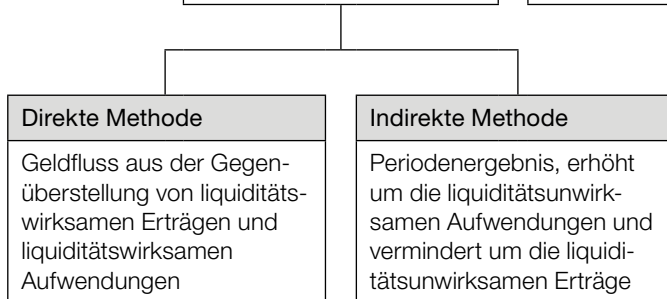 Direkte Methode
Geldfluss aus der Gegen-
überstellung von liquiditäts-
wirksamen Erträgen und
liquiditätswirksamen
Aufwendungen
Indirekte Methode
Periodenergebnis, erhöht
um die liquiditätsunwirk-
samen Aufwendungen und
vermindert um die liquidi-
tätsunwirksamen Erträge